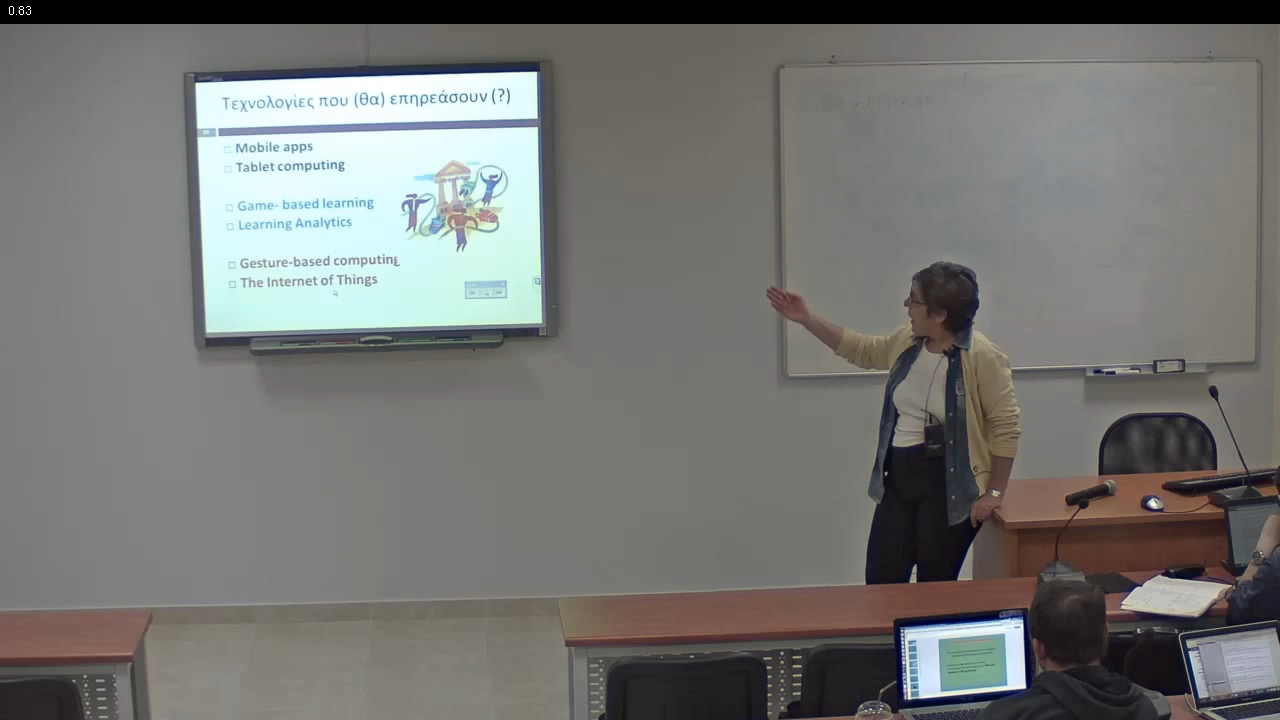 0.83
Τεχνολογίες που (θα) επηρεάσουν (?)
Mobile apps
Tablet computing
Game- based learning
Learning Analytics
Gesture-based computing
The Internet of Things